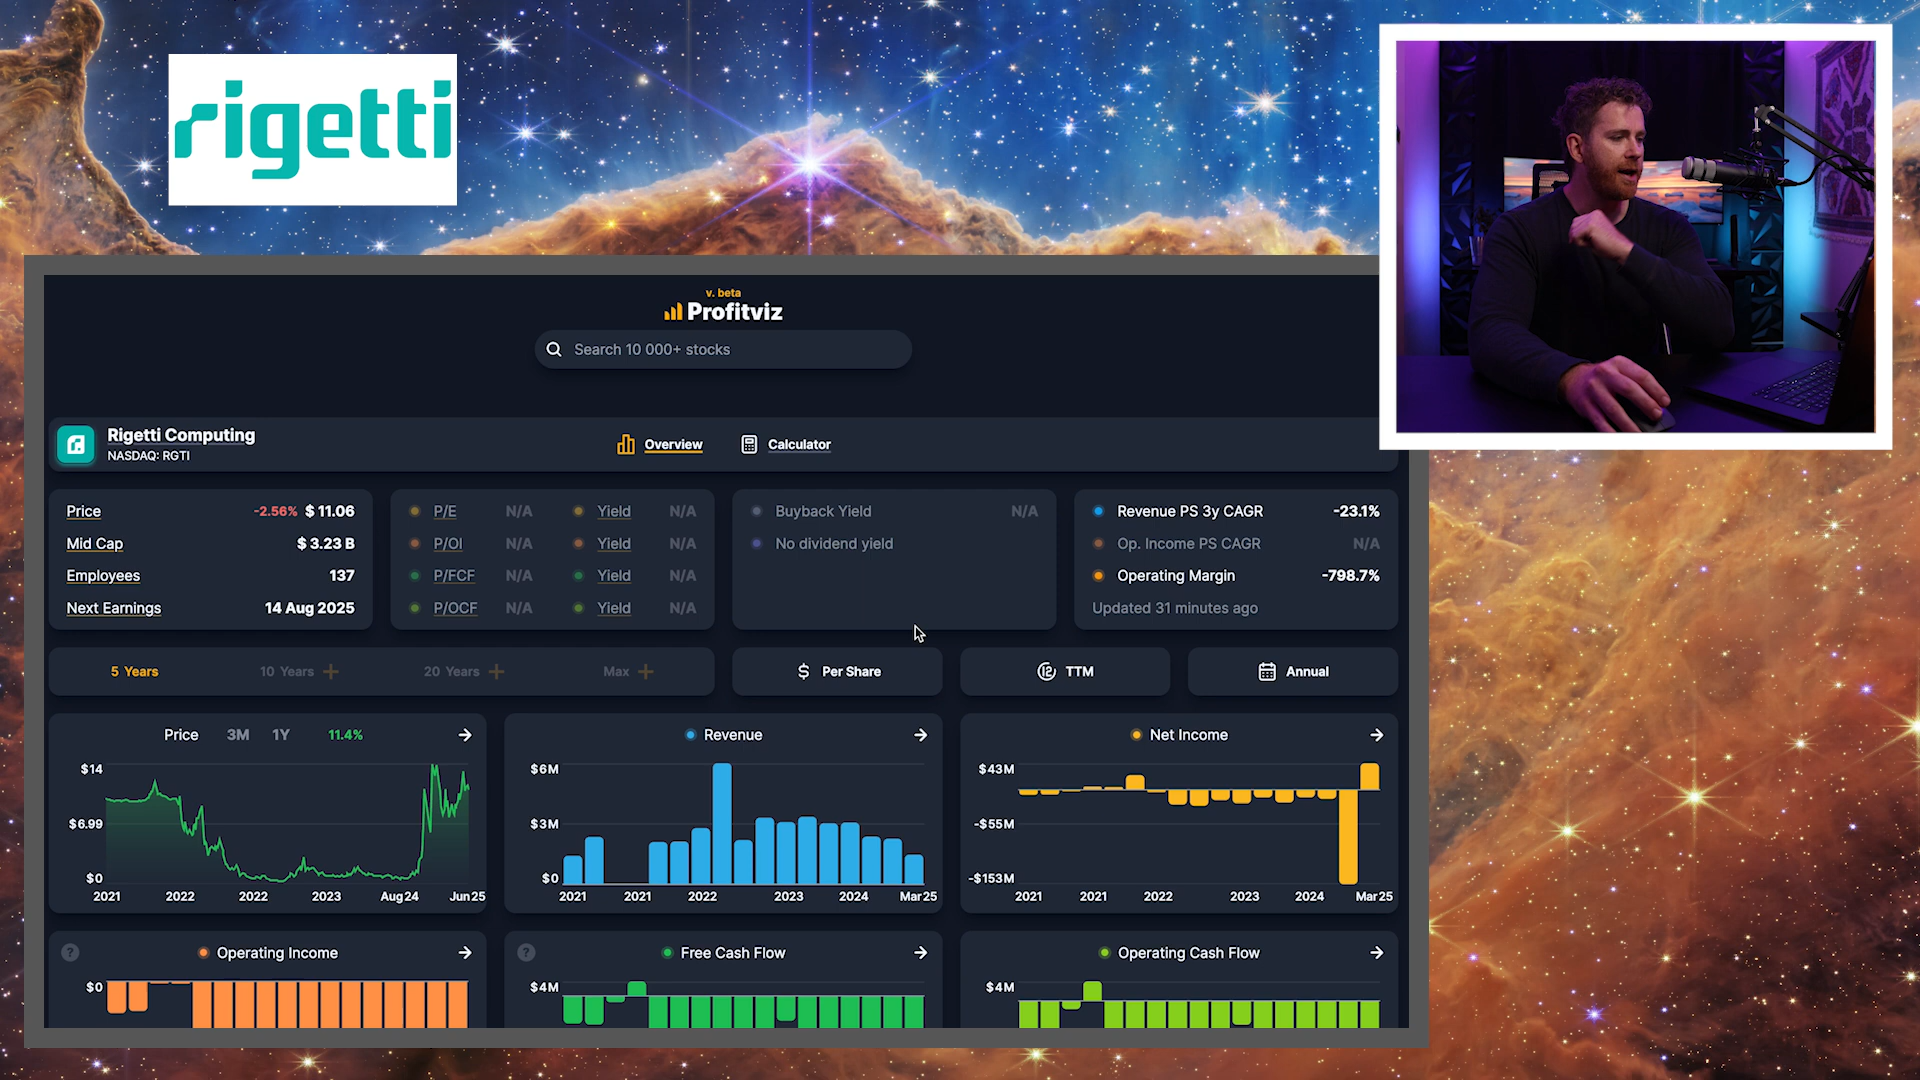 rigetti
v. beta
Profitviz
Search 10 000+ stocks
Rigetti Computing
NASDAQ: RGTI
Overview
Calculator
Price -2.56% $ 11.06
Mid Cap $ 3.23 B
Employees 137
Next Earnings 14 Aug 2025
P/E N/A Yield N/A
P/OI N/A Yield N/A
P/FCF N/A Yield N/A
P/OCF N/A Yield N/A
Buyback Yield N/A
No dividend yield
Revenue PS 3y CAGR -23.1%
Op. Income PS CAGR N/A
Operating Margin -798.7%
Updated 31 minutes ago
5 Years 10 Years + 20 Years + Max +
$ Per Share
12 TTM
Annual
Price 3M 1Y 11.4%
$14
$6.99
$0
2021 2022 2022 2023 Aug 24 Jun 25
Revenue
$6M
$3M
$0
2021 2021 2022 2023 2024 Mar 25
Net Income
$43M
-$55M
-$153M
2021 2021 2022 2023 2024 Mar 25
? Operating Income
$0
? Free Cash Flow
$4M
Operating Cash Flow
$4M